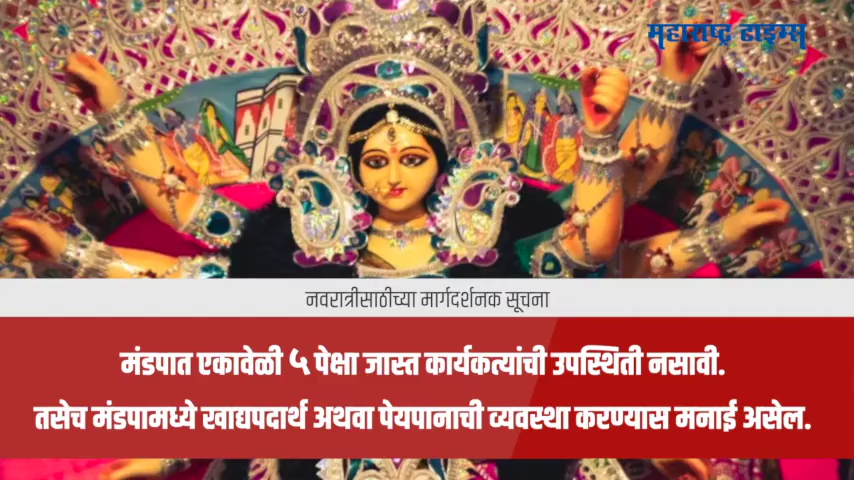 महाराष्ट्र टाइम्स
नवरात्रीसाठीच्या मार्गदर्शनक सूचना
मंडपात एकावेळी ५ पेक्षा जास्त कार्यकर्त्यांची उपस्थिती नसावी.
तसेच मंडपामध्ये खाद्यपदार्थ अथवा पेयपानाची व्यवस्था करण्यास मनाई असेल.